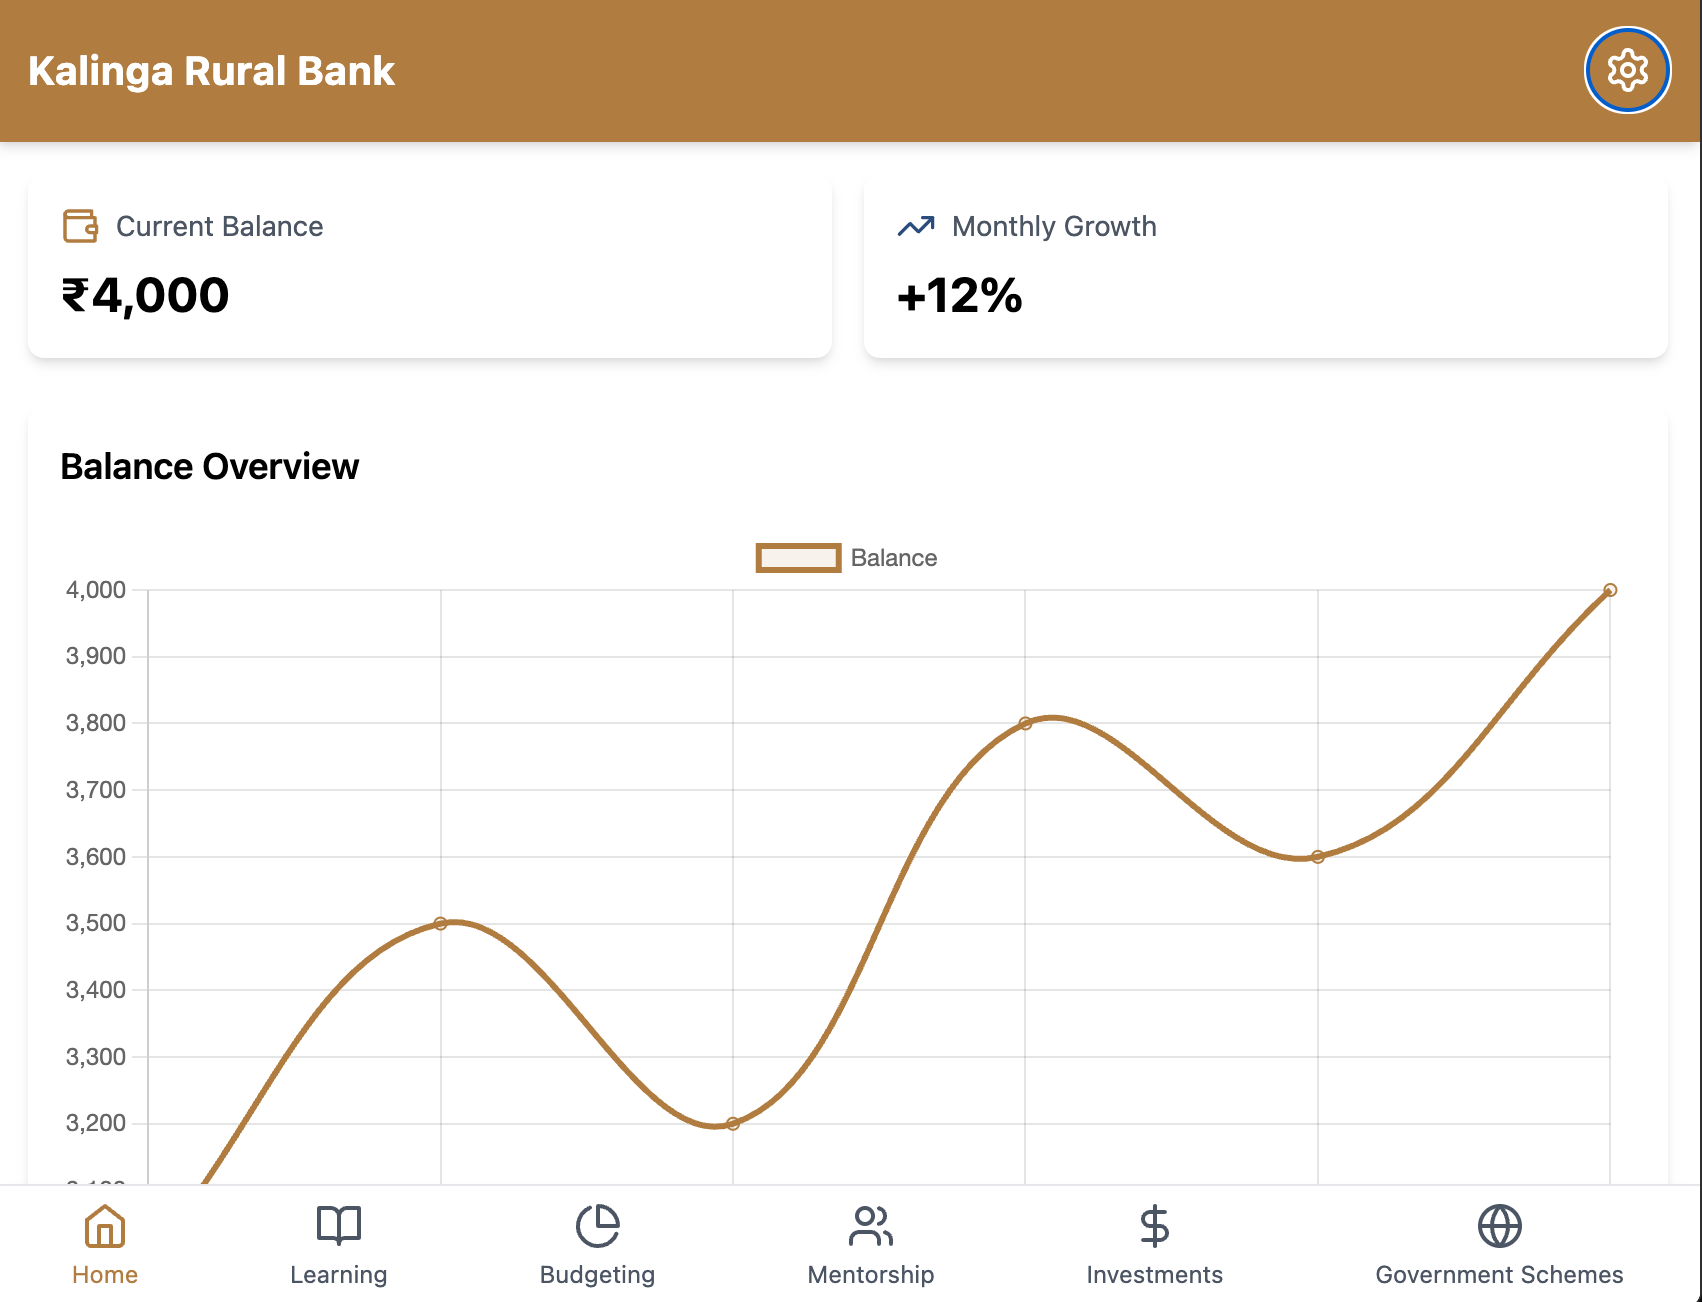 Kalinga Rural Bank
Current Balance
₹4,000
Monthly Growth
+12%
Balance Overview
Balance
4,000
3,900
3,800
3,700
3,600
3,500
3,400
3,300
3,200
Home
Learning
Budgeting
Mentorship
Investments
Government Schemes